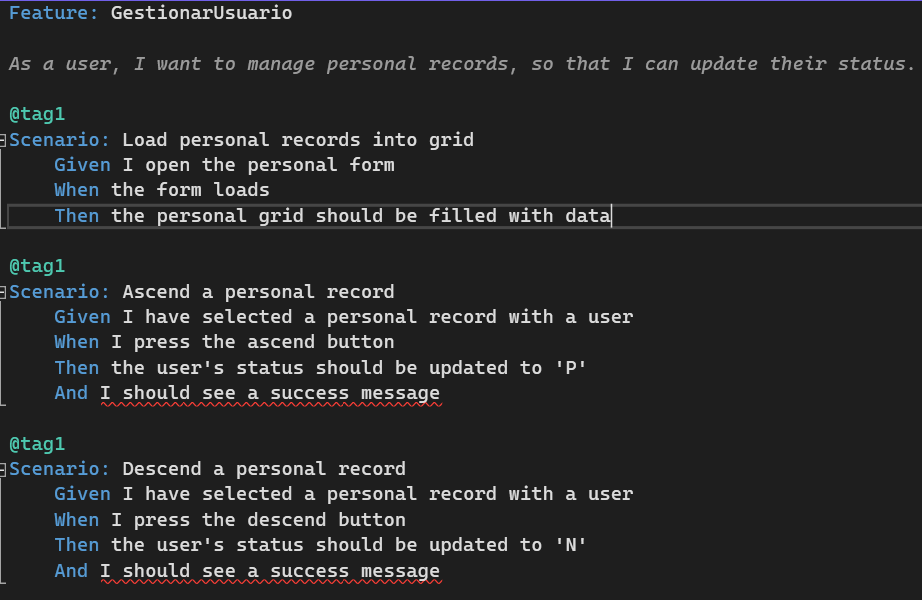 Feature: GestionarUsuario
As a user, I want to manage personal records, so that I can update their status.
@tag1
Scenario: Load personal records into grid
Given I open the personal form
When the form loads
Then the personal grid should be filled with data
@tag1
Scenario: Ascend a personal record
Given I have selected a personal record with a user
When I press the ascend button
Then the user's status should be updated to 'P'
And I should see a success message
@tag1
Scenario: Descend a personal record
Given I have selected a personal record with a user
When I press the descend button
Then the user's status should be updated to 'N'
And I should see a success message